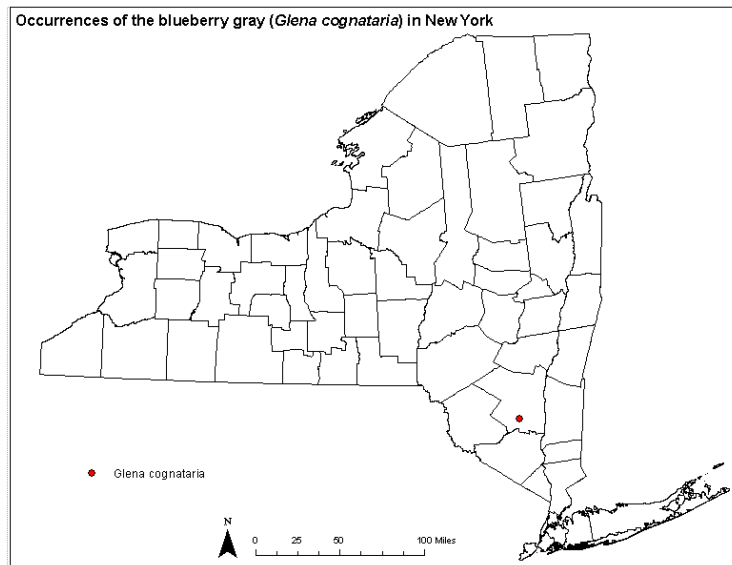 Occurrences of the blueberry gray (Glena cognataria) in New York
Glena cognataria
N
0 25 50 100 Miles